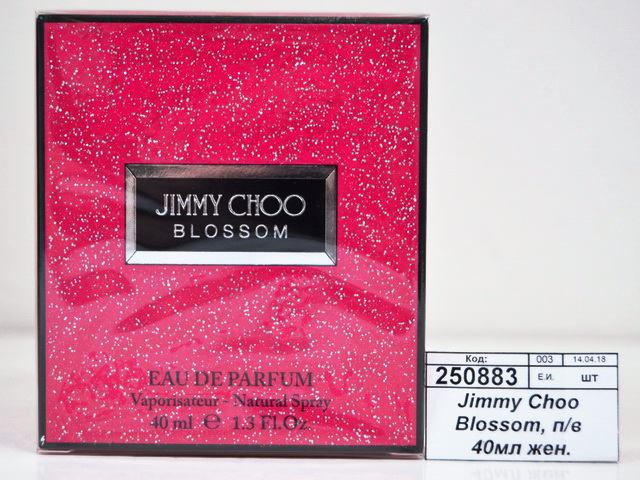 JIMMY CHOO
BLOSSOM
EAU DE PARFUM
Vaporisateur - Natural Spray
40 ml ℮ 1.3 Fl.Oz.
Код: 003 14.04.18
250883 Е.И. шт
Jimmy Choo
Blossom, п/в
40мл жен.